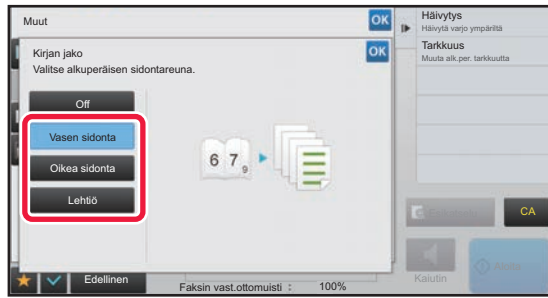 Muut
OK
Kirjan jako
OK
Valitse alkuperäisen sidontareuna.
Off
Vasen sidonta
Oikea sidonta
Lehtiö
6 7 9
Edellinen
Faksin vast.ottomuisti : 100%
Häivytys
Häivytä varjo ympäriltä
Tarkkuus
Muuta alk.per. tarkkuutta
CA
Kaiutin